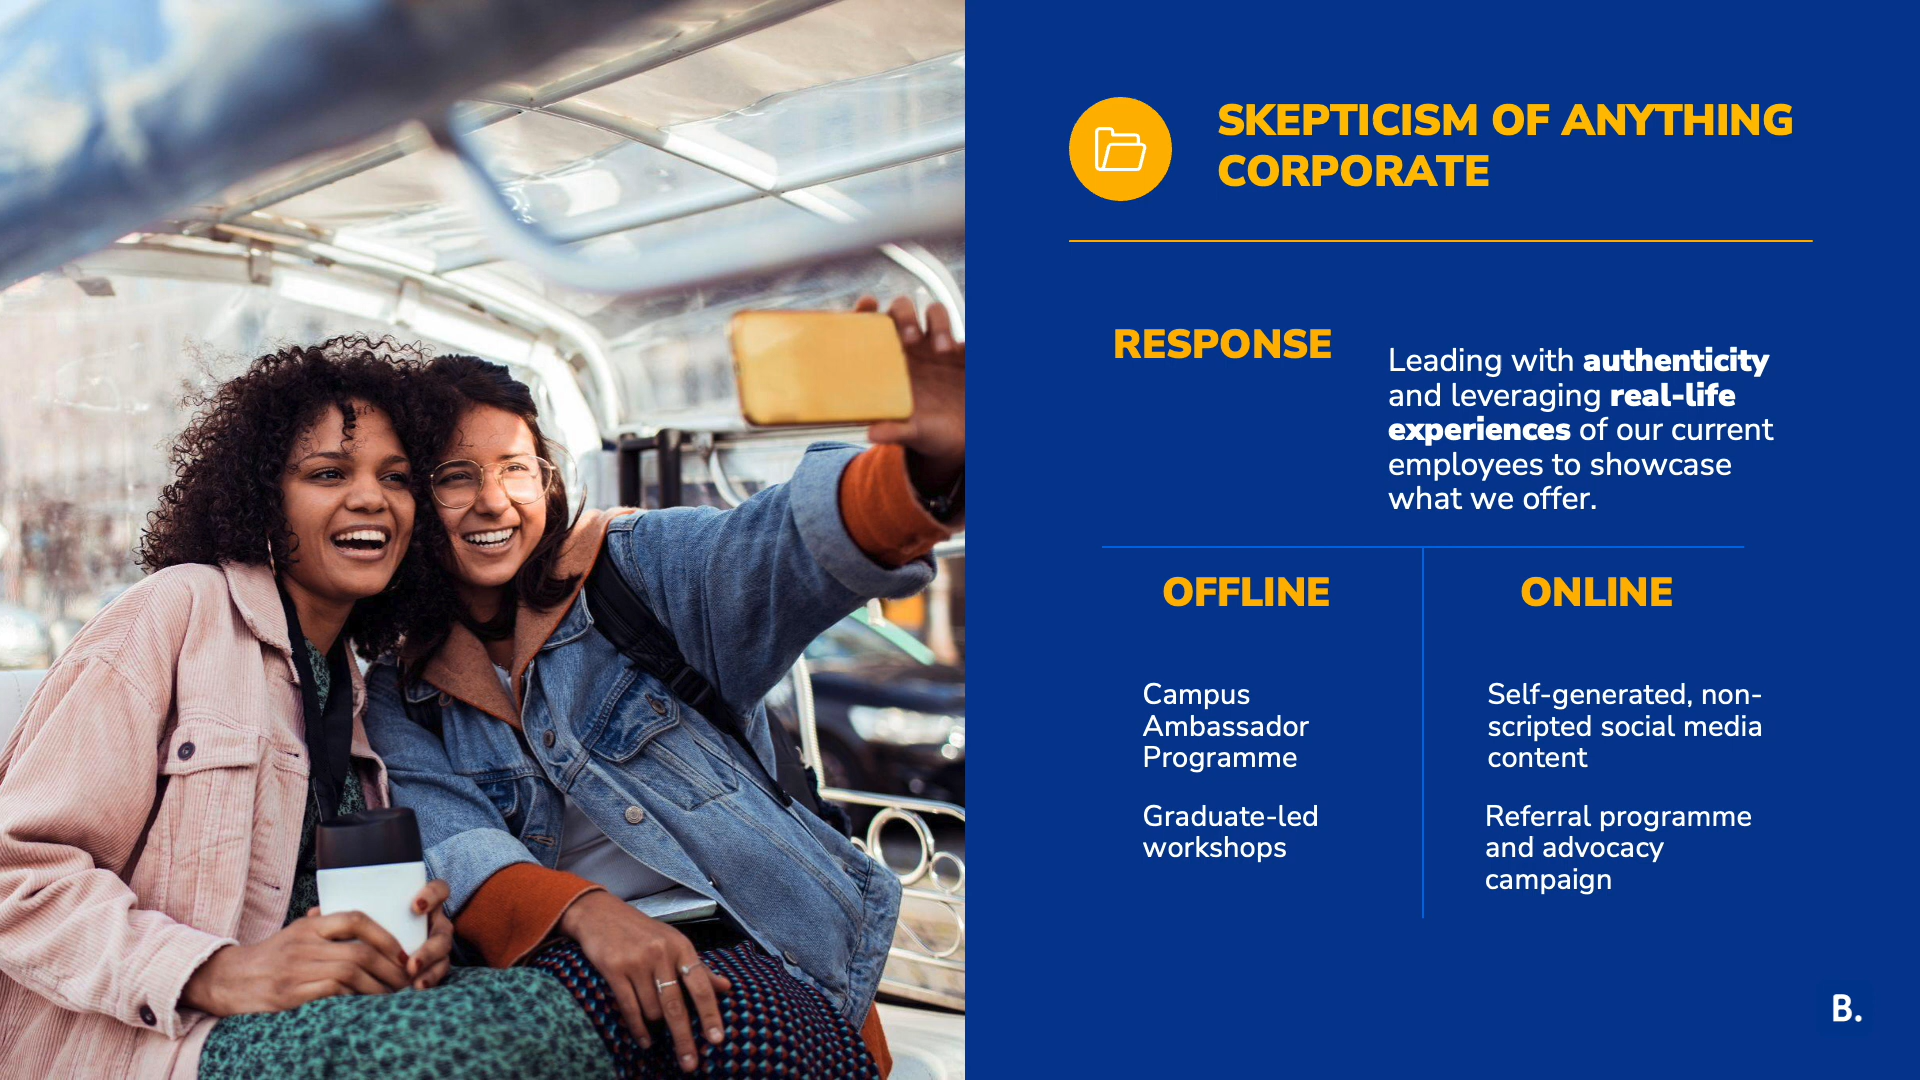 SKEPTICISM OF ANYTHING
CORPORATE
RESPONSE
Leading with authenticity
and leveraging real-life
experiences of our current
employees to showcase
what we offer.
OFFLINE
Campus
Ambassador
Programme
Graduate-led
workshops
ONLINE
Self-generated, non-
scripted social media
content
Referral programme
and advocacy
campaign
B.